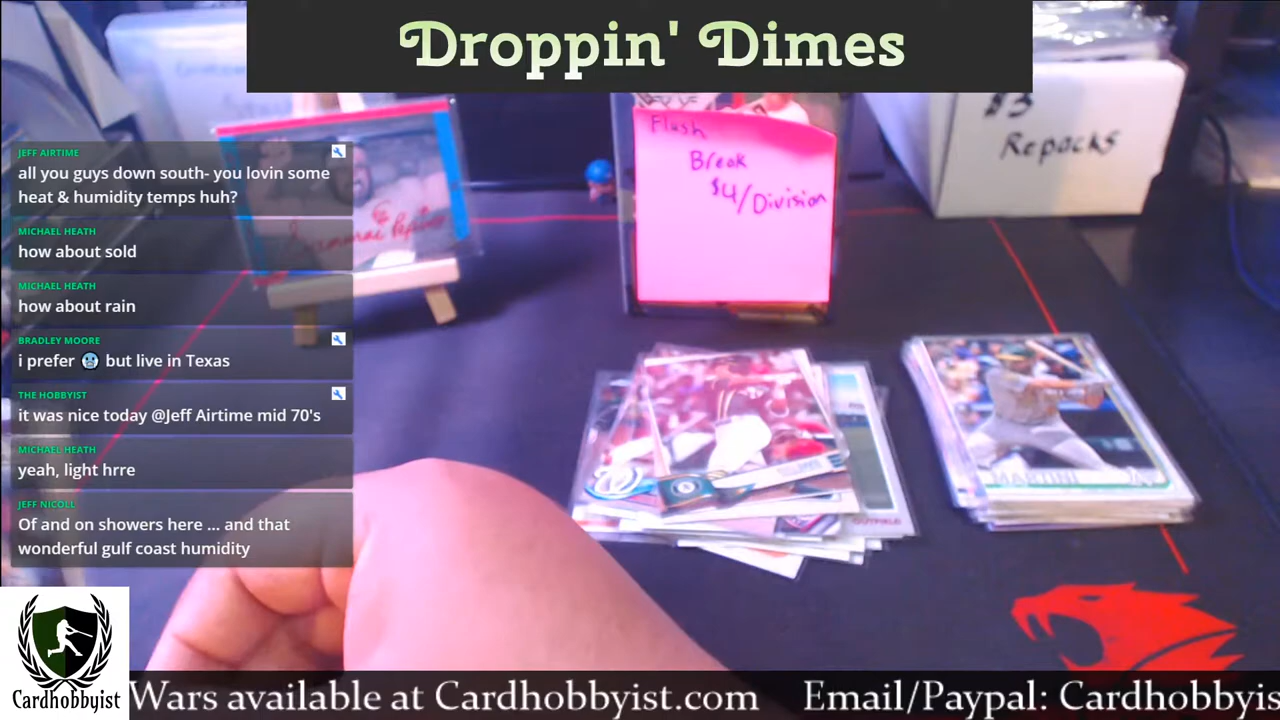 Droppin' Dimes
$3
Repacks
Flash
Break
$4/Division
JEFF AIRTIME
all you guys down south- you lovin some
heat & humidity temps huh?
MICHAEL HEATH
how about sold
MICHAEL HEATH
how about rain
BRADLEY MOORE
i prefer 🥶 but live in Texas
THE HOBBYIST
it was nice today @Jeff Airtime mid 70's
MICHAEL HEATH
yeah, light hrre
JEFF NICOLL
Of and on showers here ... and that
wonderful gulf coast humidity
MARTINI
OUTFIELD
Cardhobbyist
Wars available at Cardhobbyist.com Email/Paypal: Cardhobbyis